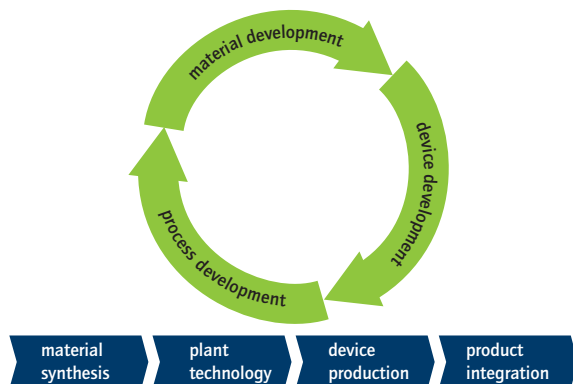 material development
device development
process development
material
synthesis
plant
technology
device
production
product
integration